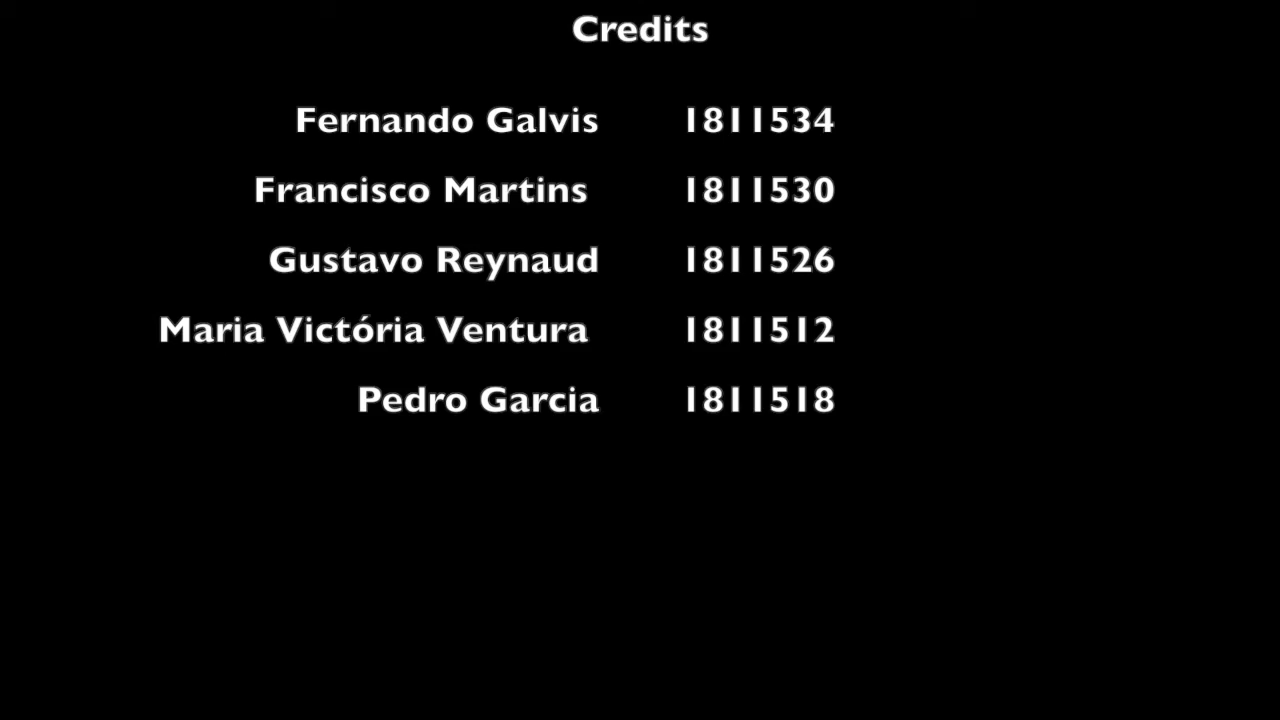 Credits
Fernando Galvis 1811534
Francisco Martins 1811530
Gustavo Reynaud 1811526
Maria Victória Ventura 1811512
Pedro Garcia 1811518